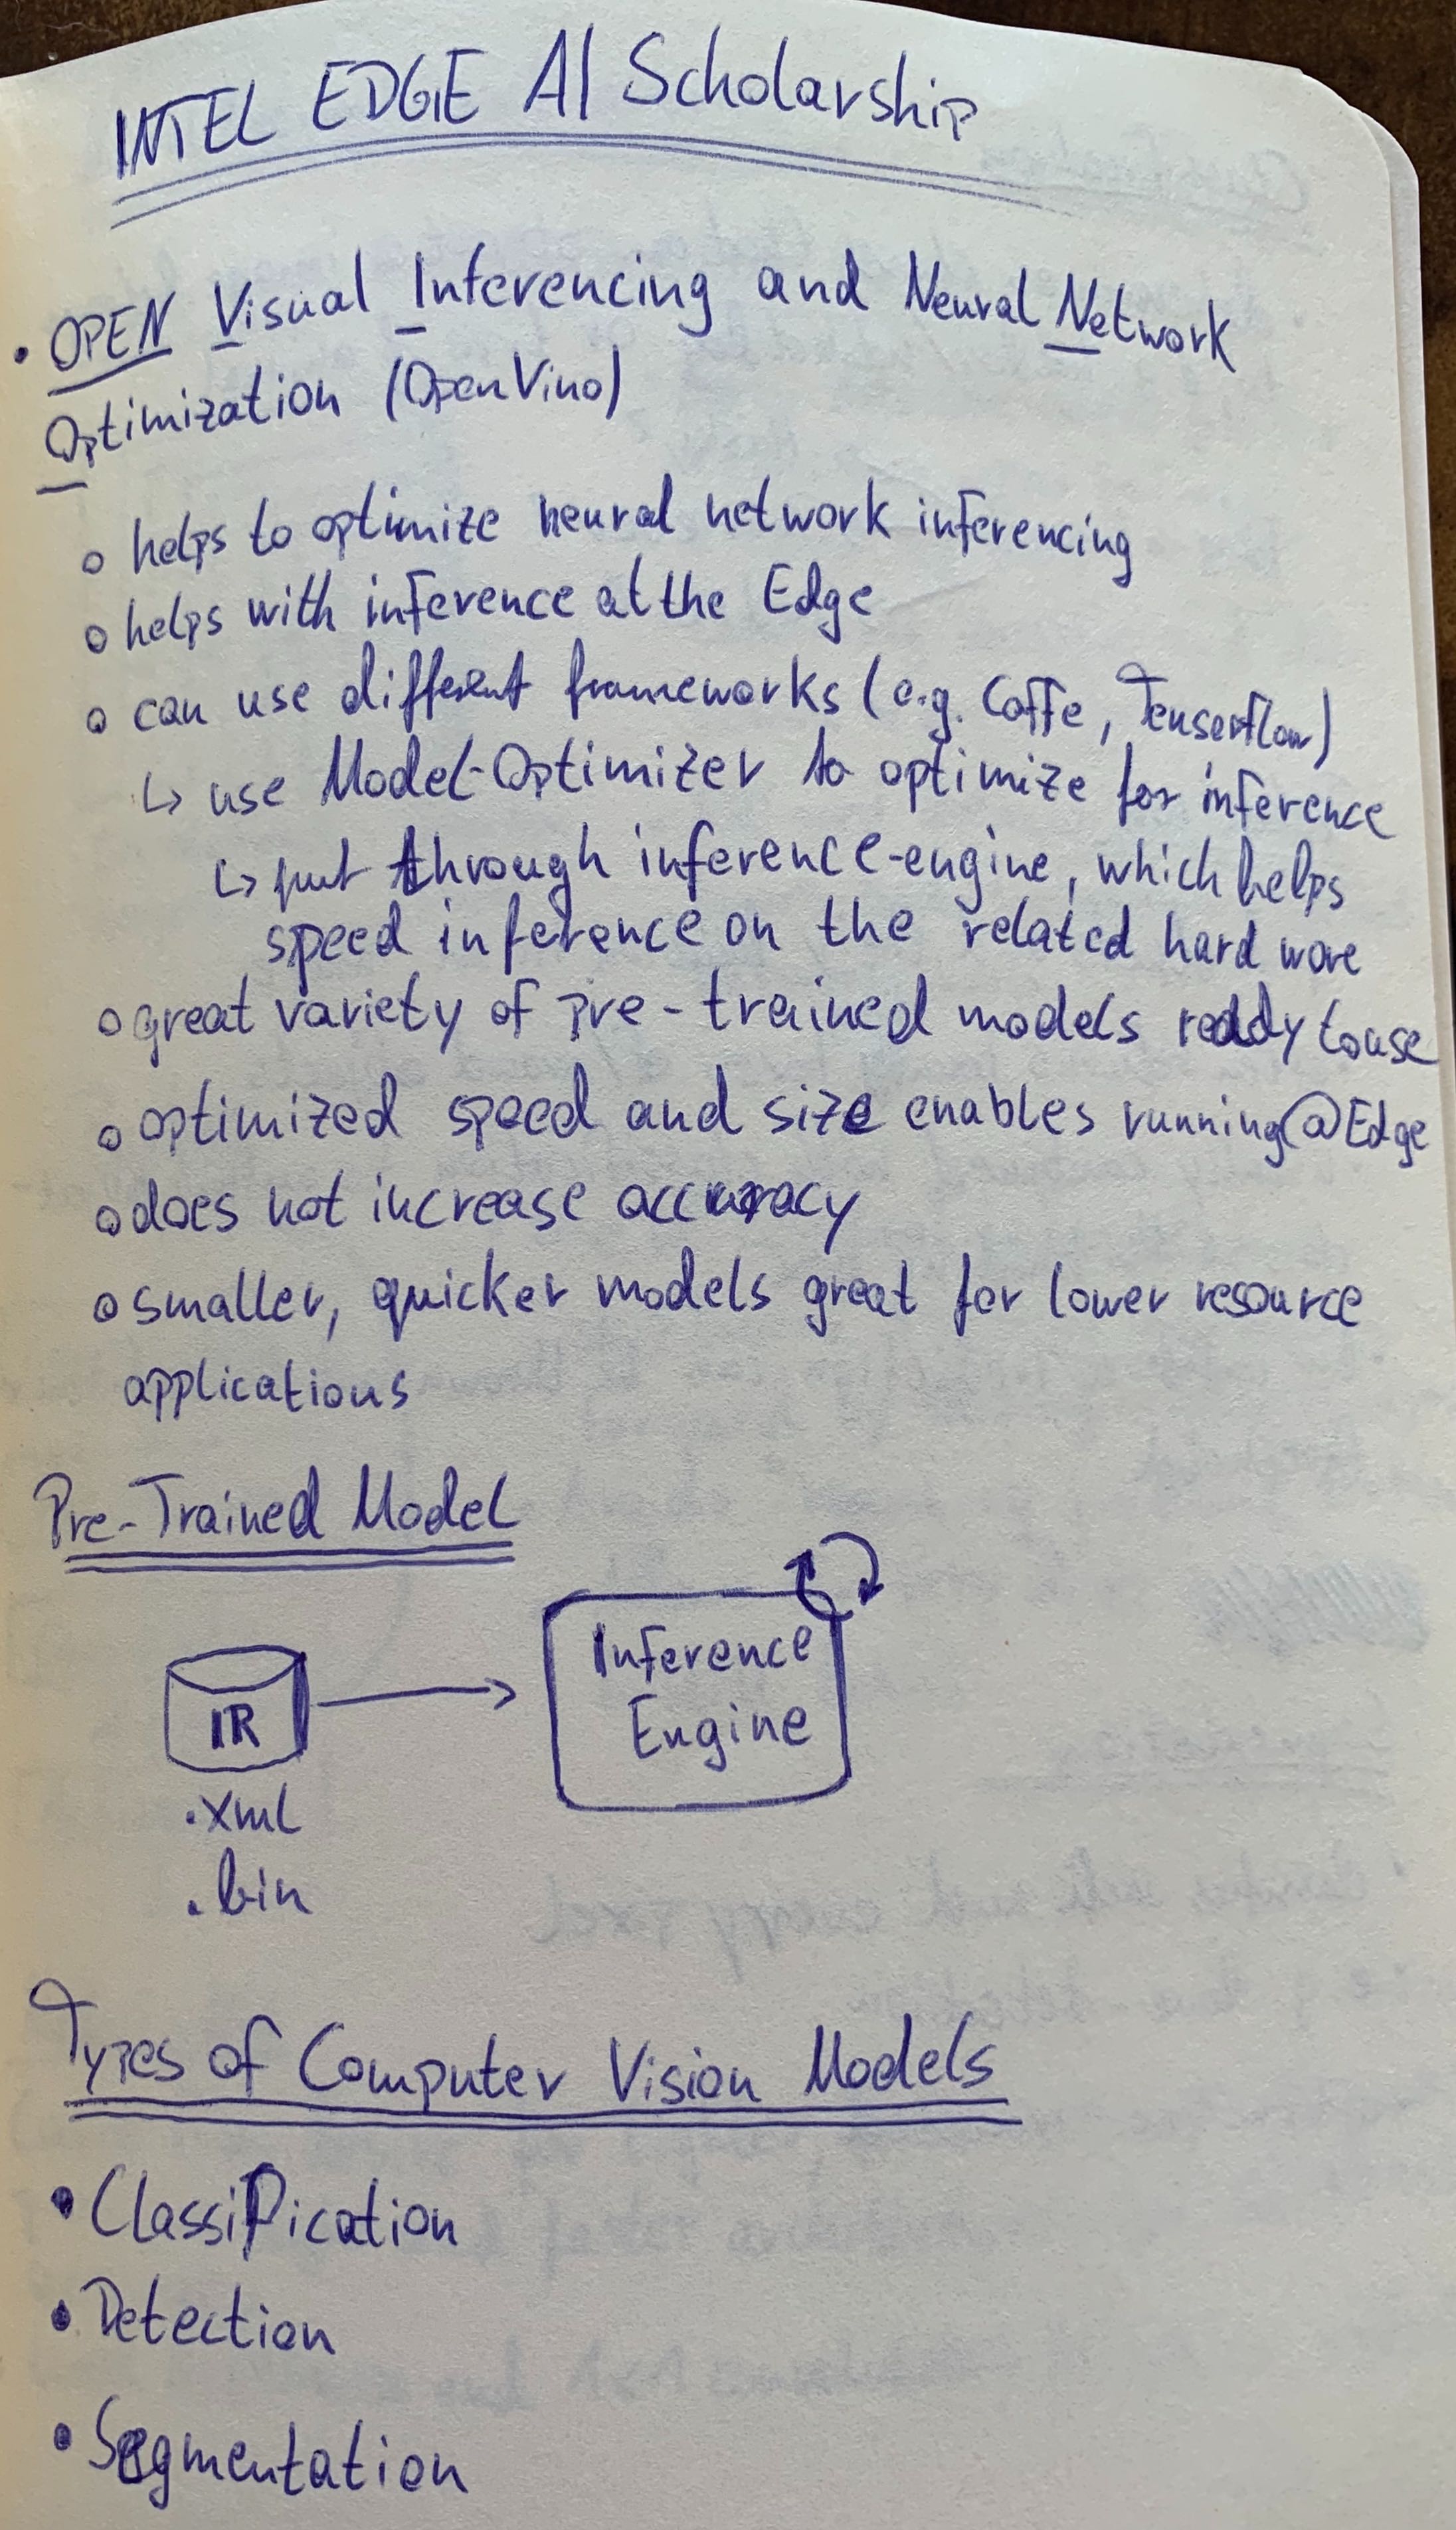 INTEL EDGE AI Scholarship
• OPEN Visual Inferencing and Neural Network
Optimization (OpenVino)
o helps to optimize neural network inferencing
o helps with inference at the Edge
o can use different frameworks (e.g. Caffe, Tenserflow)
↳ use Model-Optimizer to optimize for inference
↳ put through inference-engine, which helps
speed inference on the related hard ware
o great variety of pre-trained models ready to use
o optimized speed and size enables running @Edge
o does not increase accuracy
o smaller, quicker models great for lower resource
applications
Pre-Trained Model
Inference
IR
Engine
.xml
.bin
Types of Computer Vision Models
• Classification
• Detection
• Segmentation